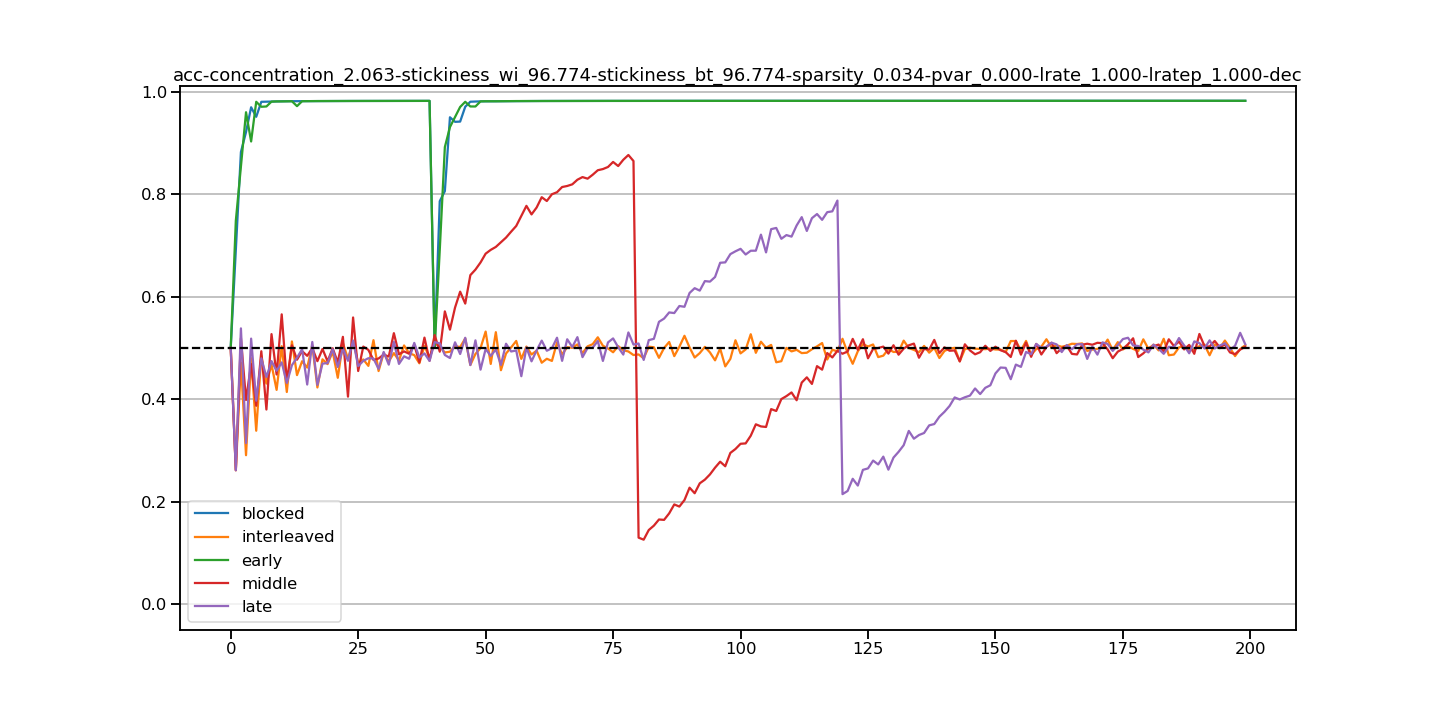 acc-concentration_2.063-stickiness_wi_96.774-stickiness_bt_96.774-sparsity_0.034-pvar_0.000-lrate_1.000-lratep_1.000-dec
1.0
0.8
0.6
0.4
0.2
0.0
blocked
interleaved
early
middle
late
0 25 50 75 100 125 150 175 200